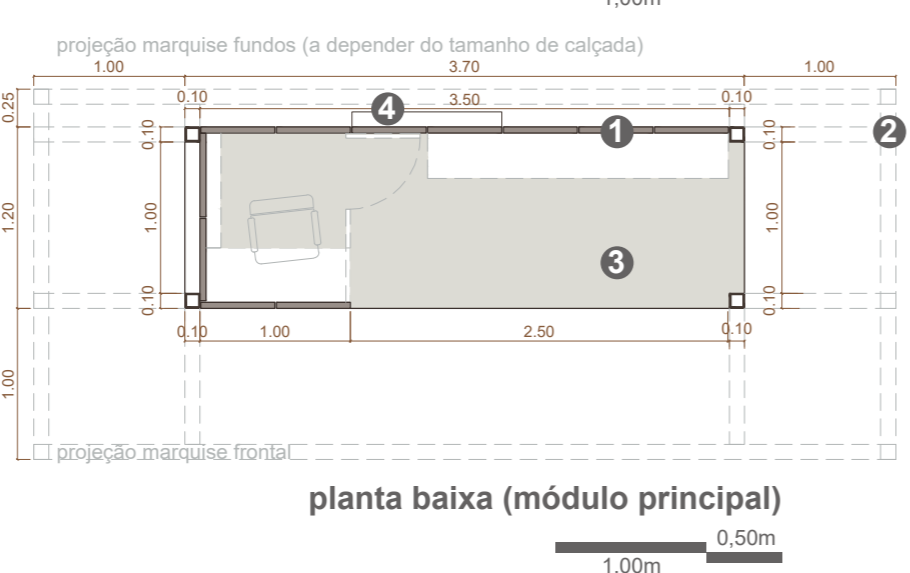 1,00m
projeção marquise fundos (a depender do tamanho de calçada)
1.00 3.70 1.00
0.25 0.10 4 3.50 0.10
0.10 1 0.10 2
1.20 1.00 1.00
3
0.10 0.10
0.10 1.00 2.50 0.10
1.00
projeção marquise frontal
planta baixa (módulo principal)
0,50m
1,00m